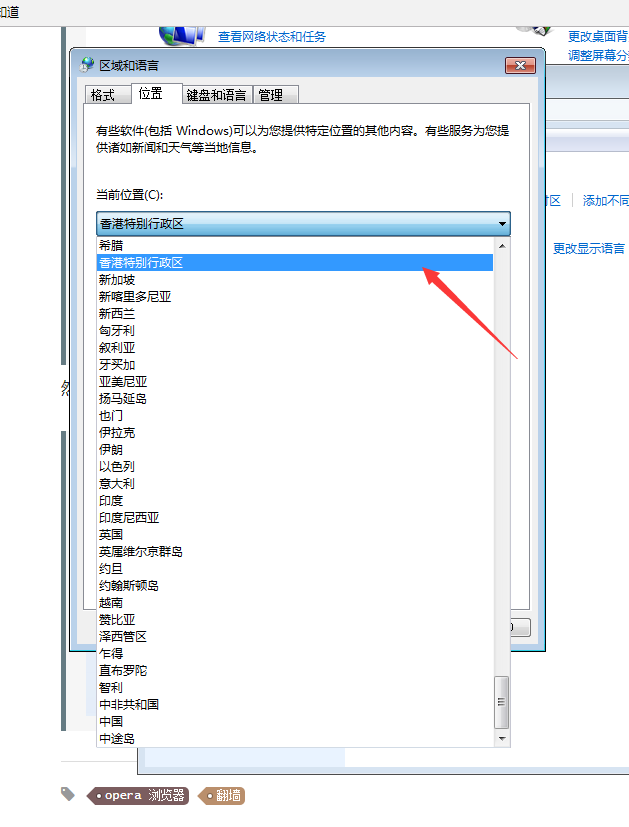 知道
查看网络状态和任务
更改桌面背
调整屏幕分
区域和语言
格式
位置
键盘和语言
管理
有些软件(包括 Windows)可以为您提供特定位置的其他内容。有些服务为您提
供诸如新闻和天气等当地信息。
当前位置(C):
时区
添加不同
香港特别行政区
希腊
更改显示语言
香港特别行政区
新加坡
新喀里多尼亚
新西兰
匈牙利
叙利亚
牙买加
然
亚美尼亚
扬马延岛
也门
伊拉克
伊朗
以色列
意大利
印度
印度尼西亚
英国
英属维尔京群岛
约旦
约翰斯顿岛
越南
赞比亚
泽西管区
乍得
直布罗陀
智利
中非共和国
中国
中途岛
opera 浏览器
翻墙